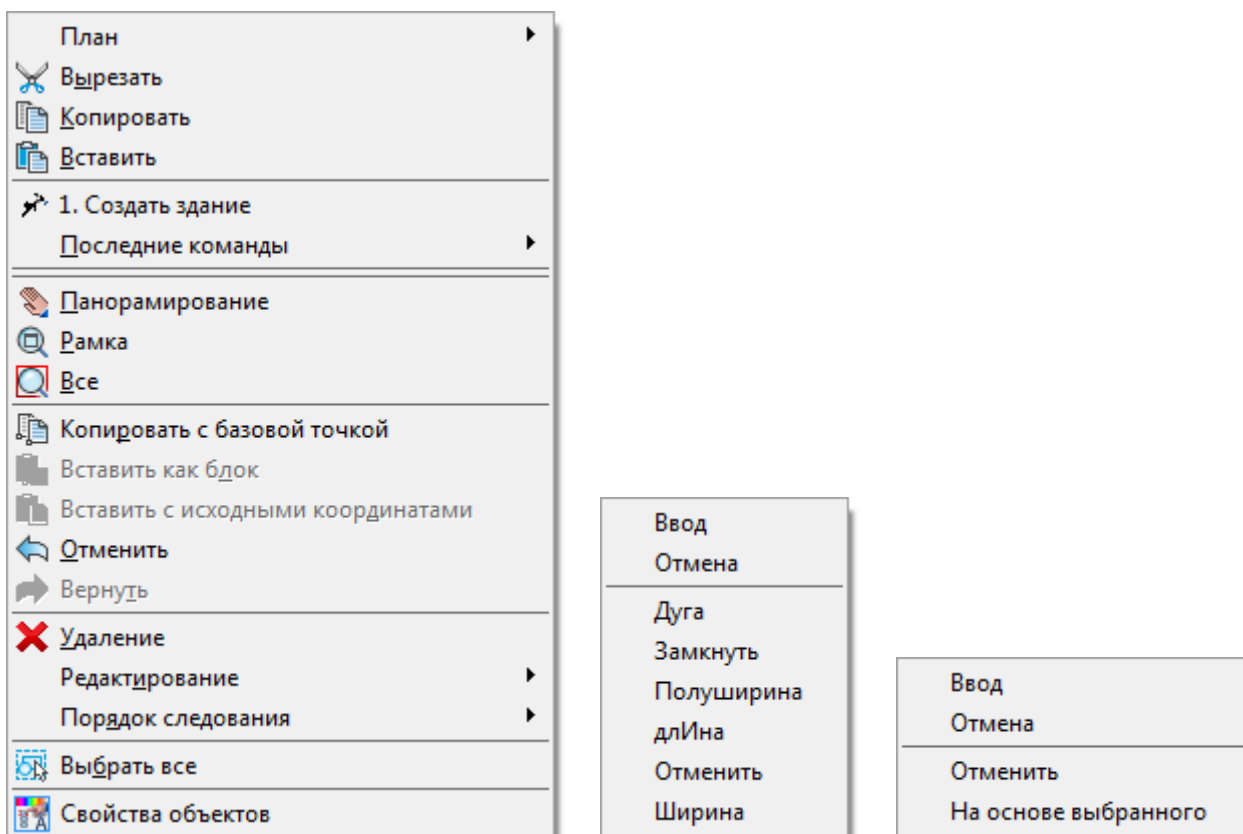 План
Вырезать
Копировать
Вставить
1. Создать здание
Последние команды
Панорамирование
Рамка
Все
Копировать с базовой точкой
Вставить как блок
Вставить с исходными координатами
Отменить
Вернуть
Удаление
Редактирование
Порядок следования
Выбрать все
Свойства объектов
Ввод
Отмена
Дуга
Замкнуть
Полуширина
длИна
Отменить
Ширина
Ввод
Отмена
Отменить
На основе выбранного